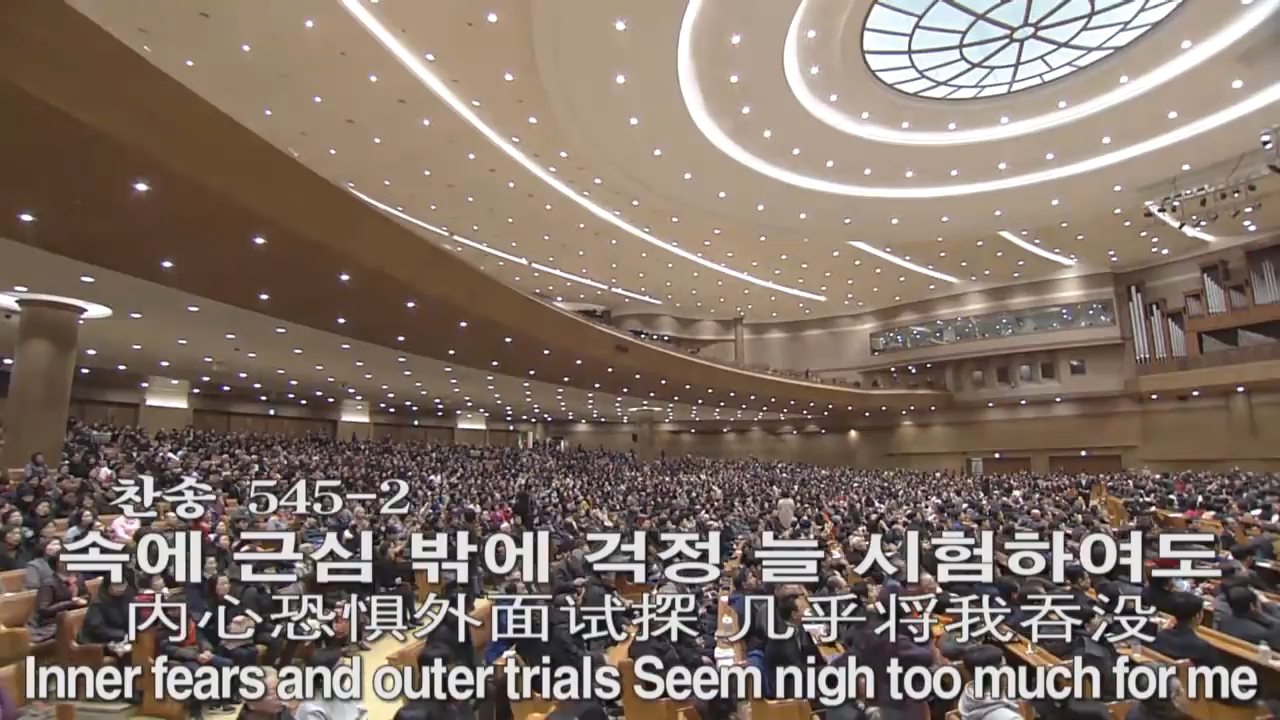 찬송 545-2
속에 근심 밖에 걱정 늘 시험하여도
内心恐惧外面试探 几乎将我吞没
Inner fears and outer trials Seem nigh too much for me